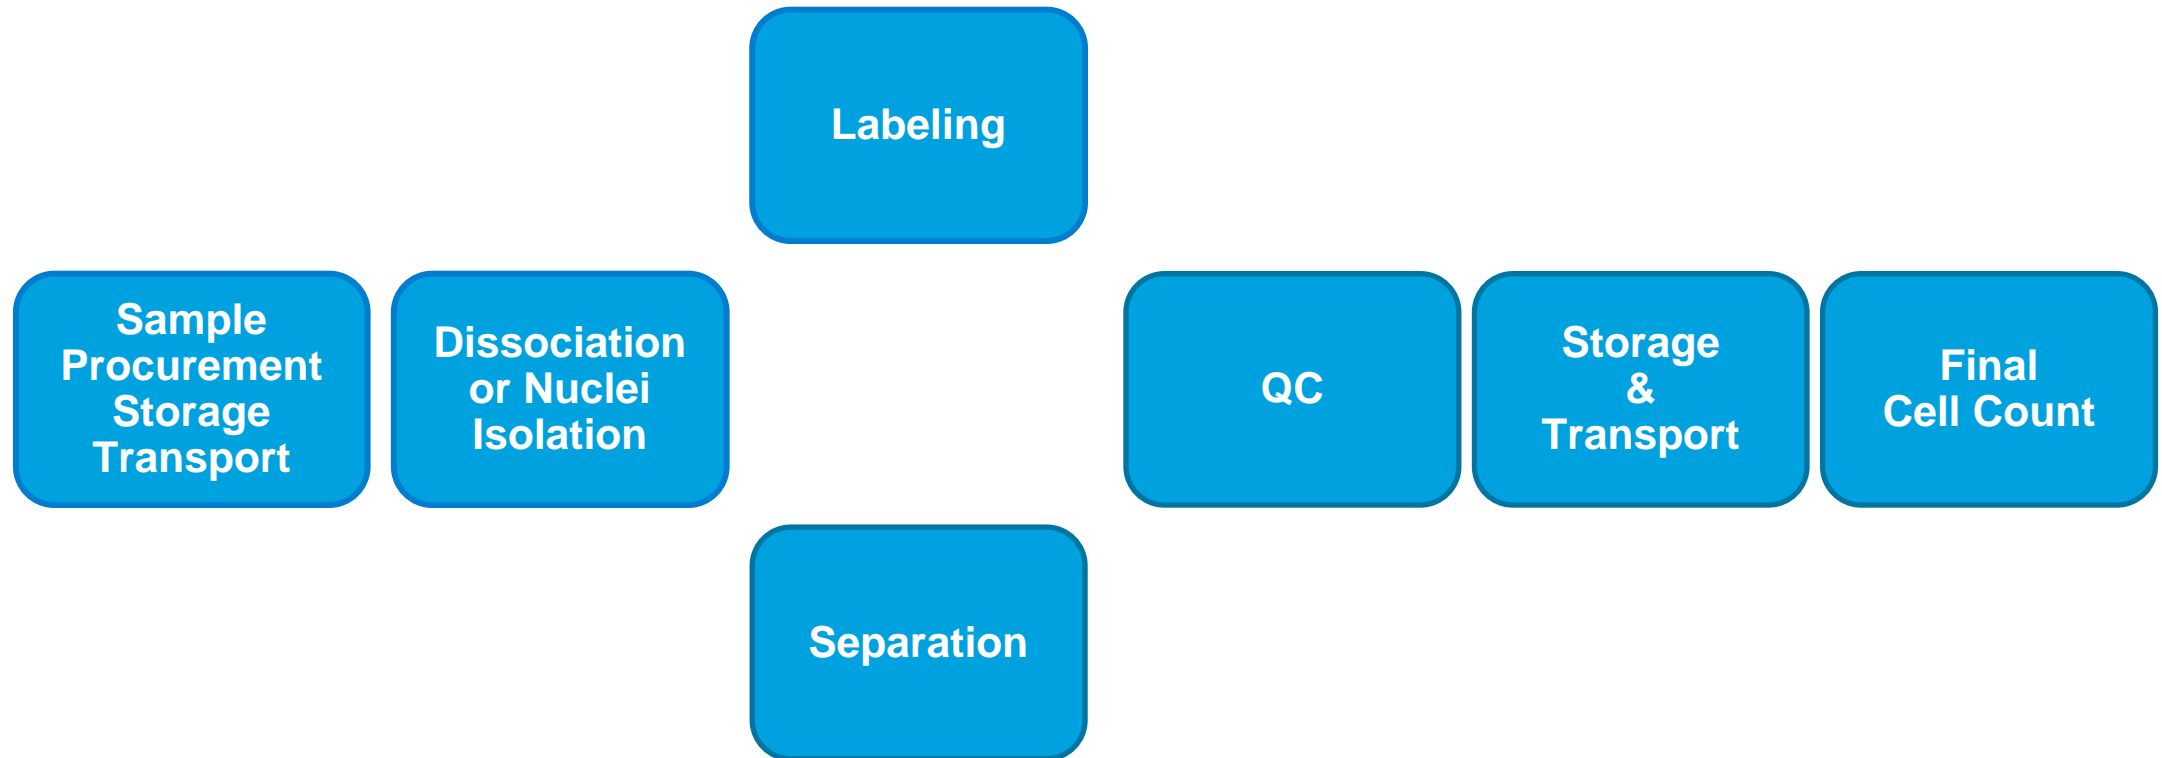 Labeling
Sample
Procurement
Storage
Transport
Dissociation
or Nuclei
Isolation
QC
Storage
&
Transport
Final
Cell Count
Separation